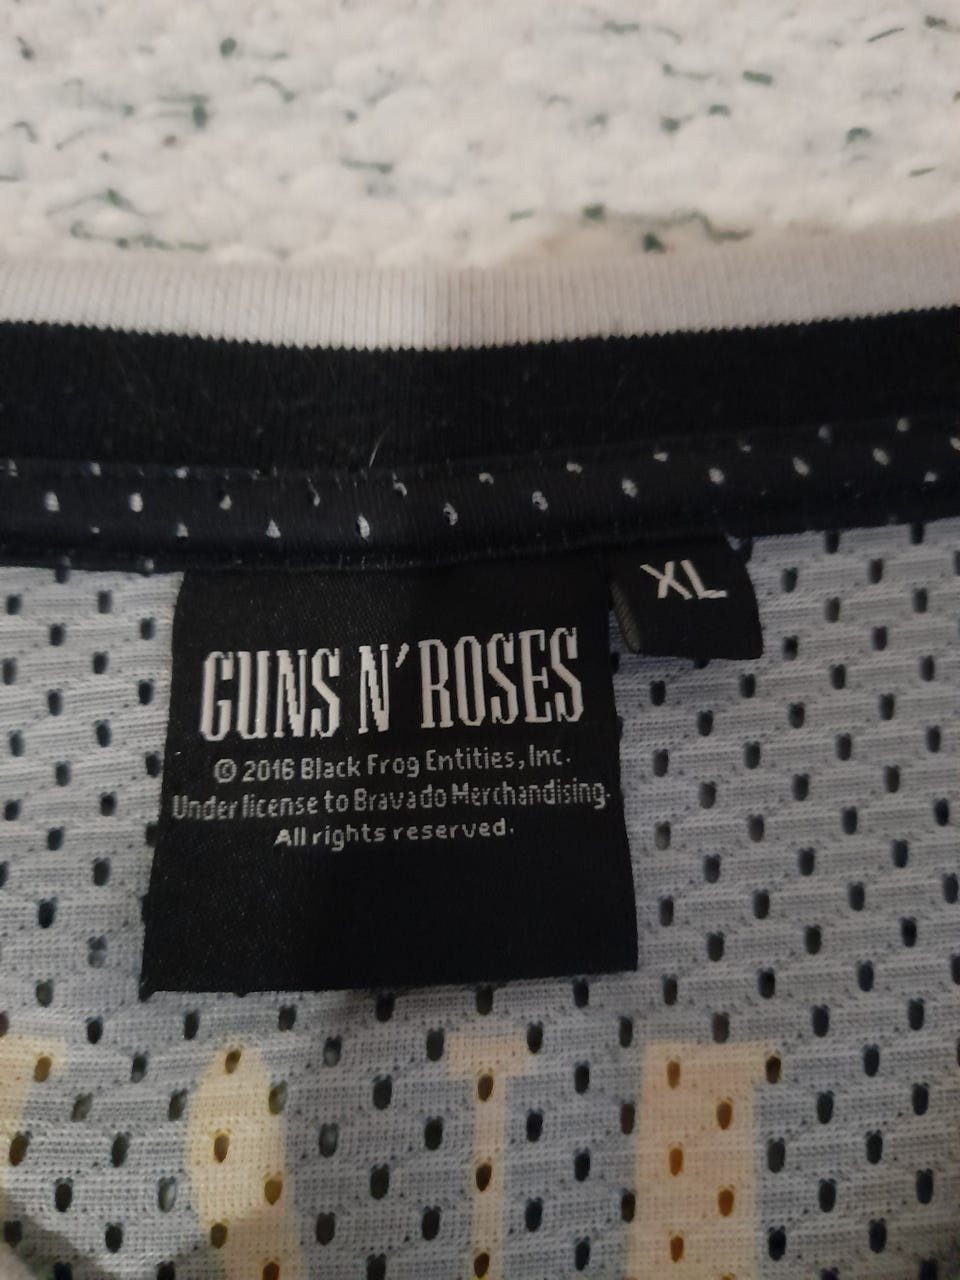 XL
GUNS N' ROSES
© 2016 Black Frog Entities, Inc.
Under license to Bravado Merchandising.
All rights reserved.